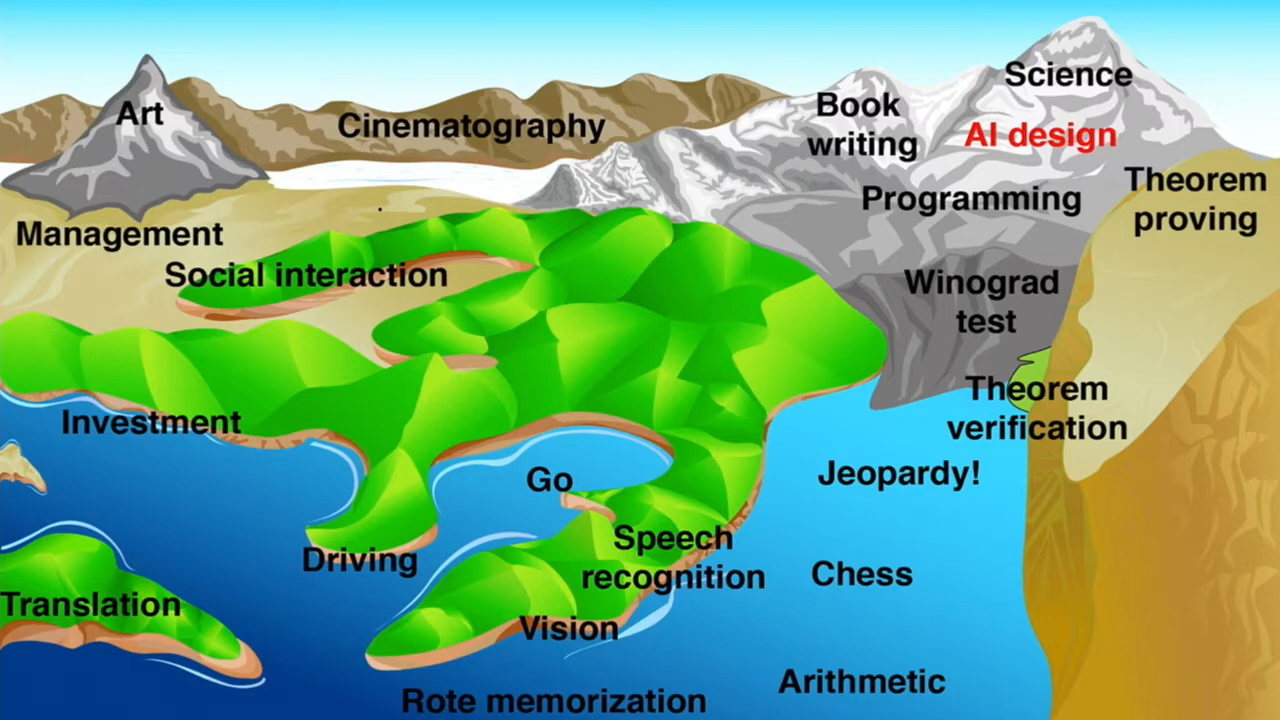 Science
Art
Book
writing
Cinematography
AI design
Theorem
proving
Programming
Management
Social interaction
Winograd
test
Theorem
verification
Investment
Jeopardy!
Go
Speech
recognition
Driving
Chess
Translation
Vision
Arithmetic
Rote memorization